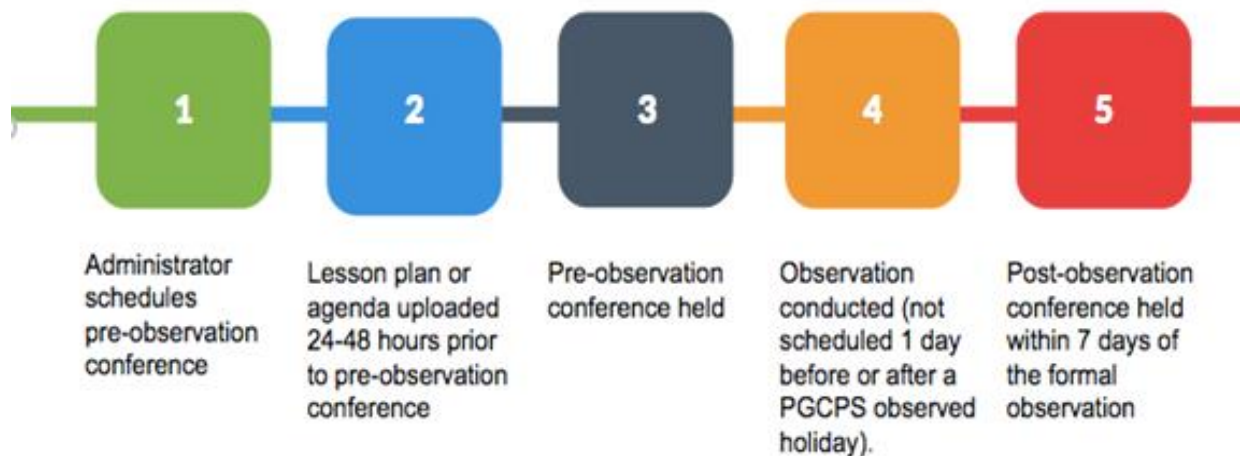 1
2
3
4
5
Administrator
schedules
pre-observation
conference
Lesson plan or
agenda uploaded
24-48 hours prior
to pre-observation
conference
Pre-observation
conference held
Observation
conducted (not
scheduled 1 day
before or after a
PGCPS observed
holiday).
Post-observation
conference held
within 7 days of
the formal
observation